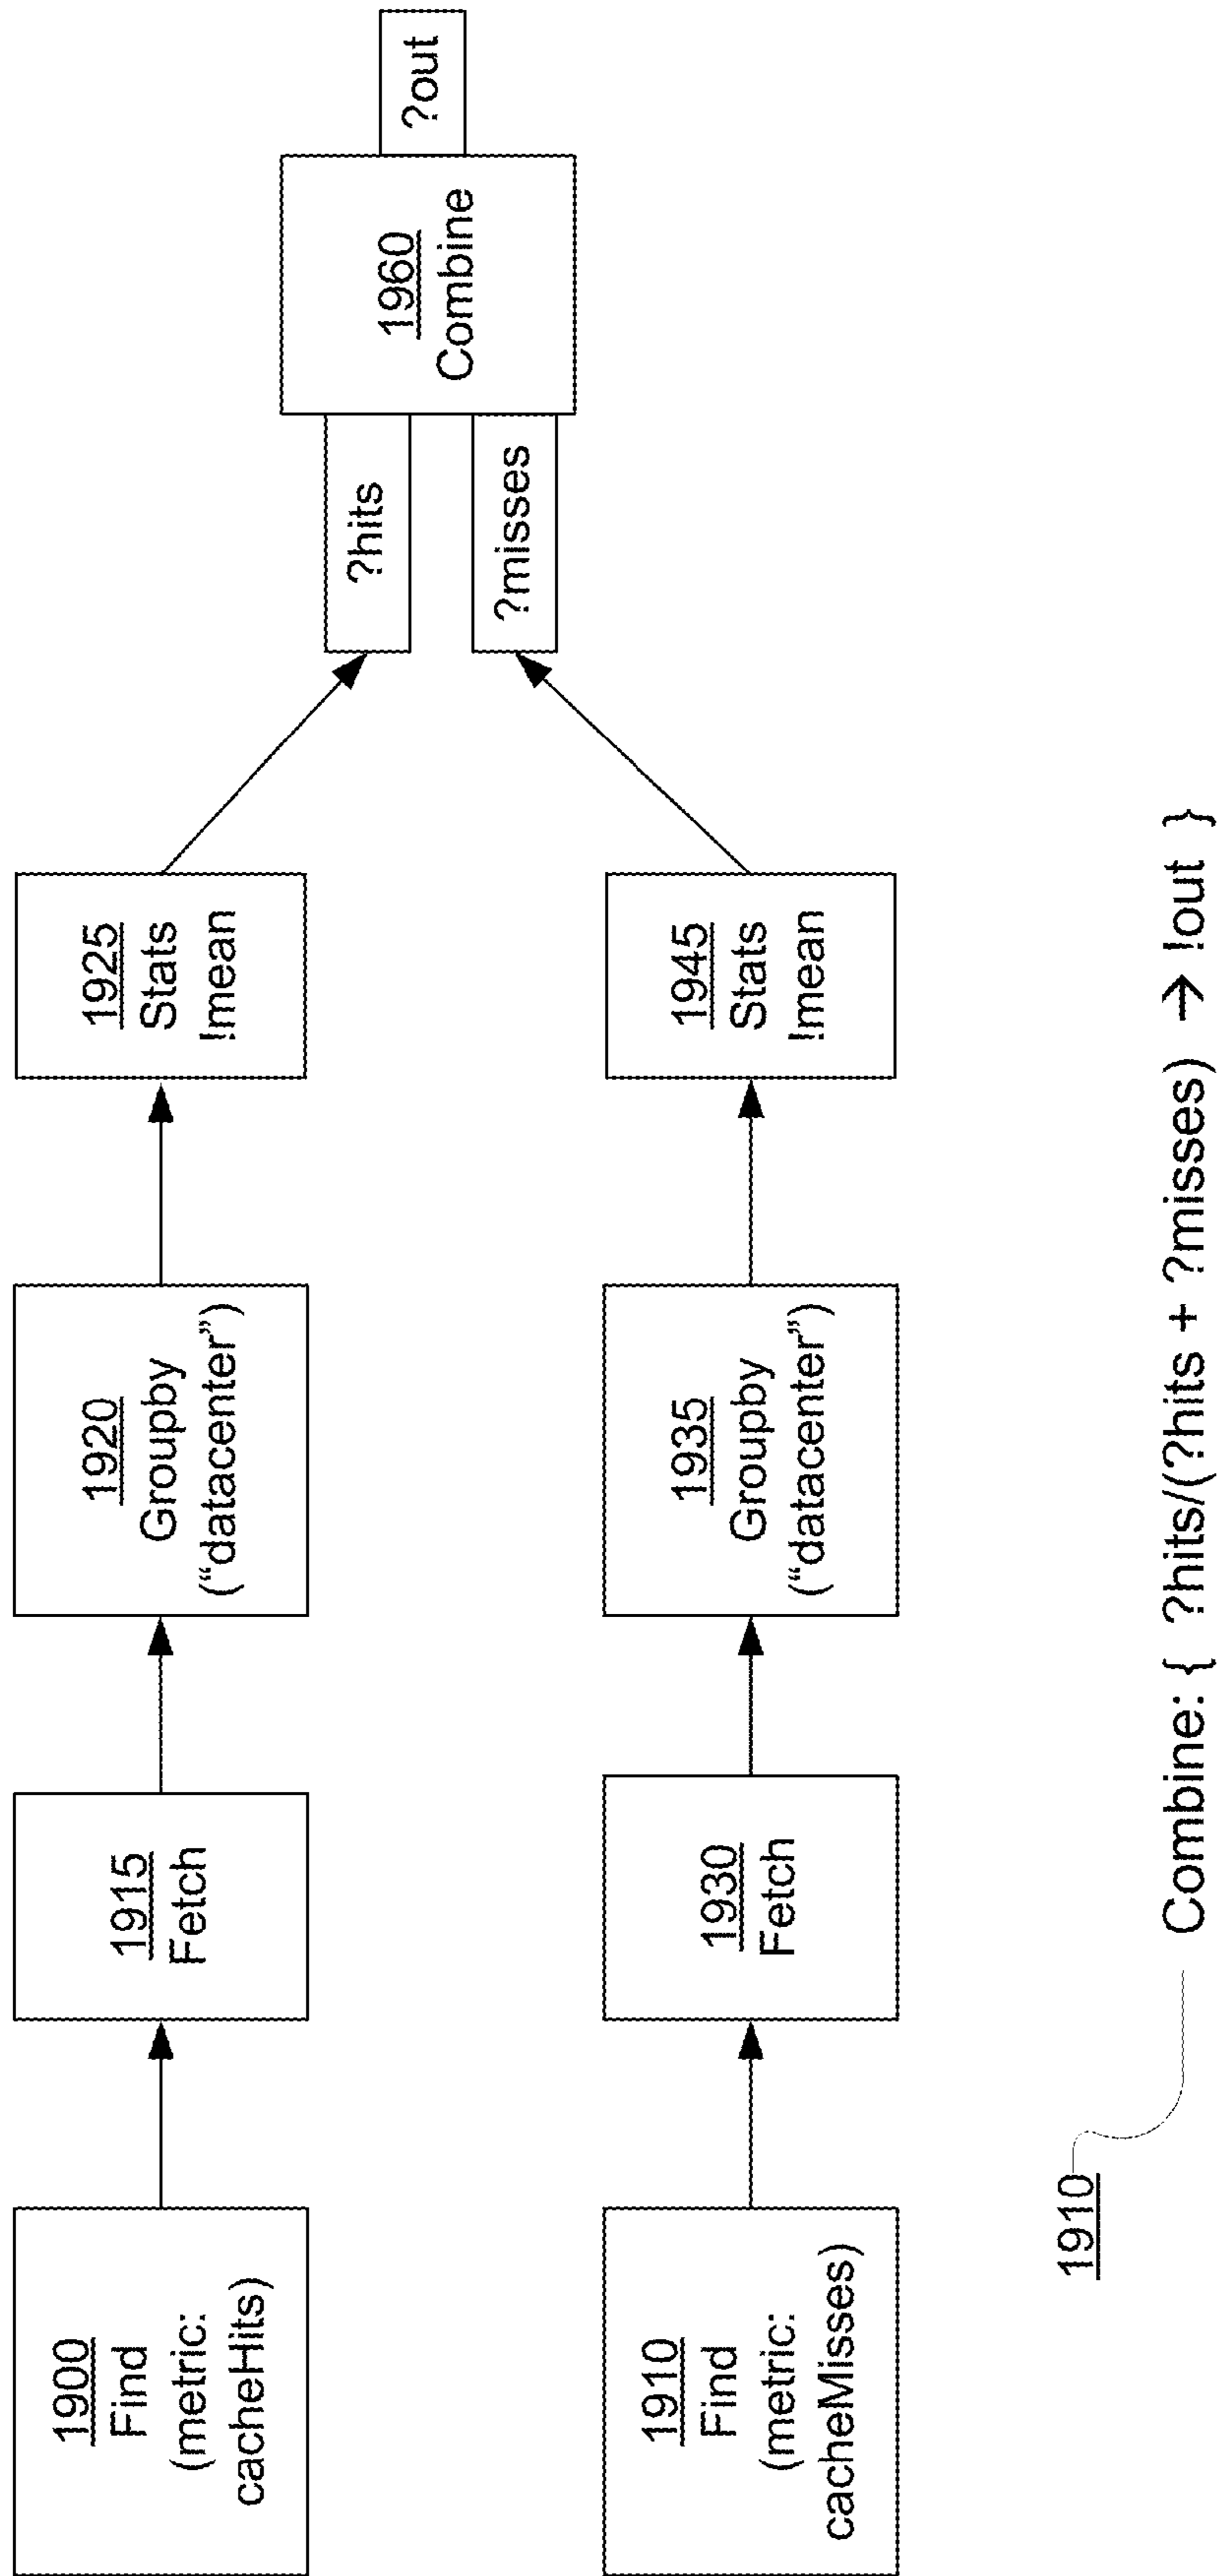 1900
Find
(metric:
cacheHits)
1915
Fetch
1920
Groupby
(“datacenter”)
1925
Stats
!mean
?hits
1910
Find
(metric:
cacheMisses)
1930
Fetch
1935
Groupby
(“datacenter”)
1945
Stats
!mean
?misses
1960
Combine
?out
1910
Combine: { ?hits/(?hits + ?misses) → !out }